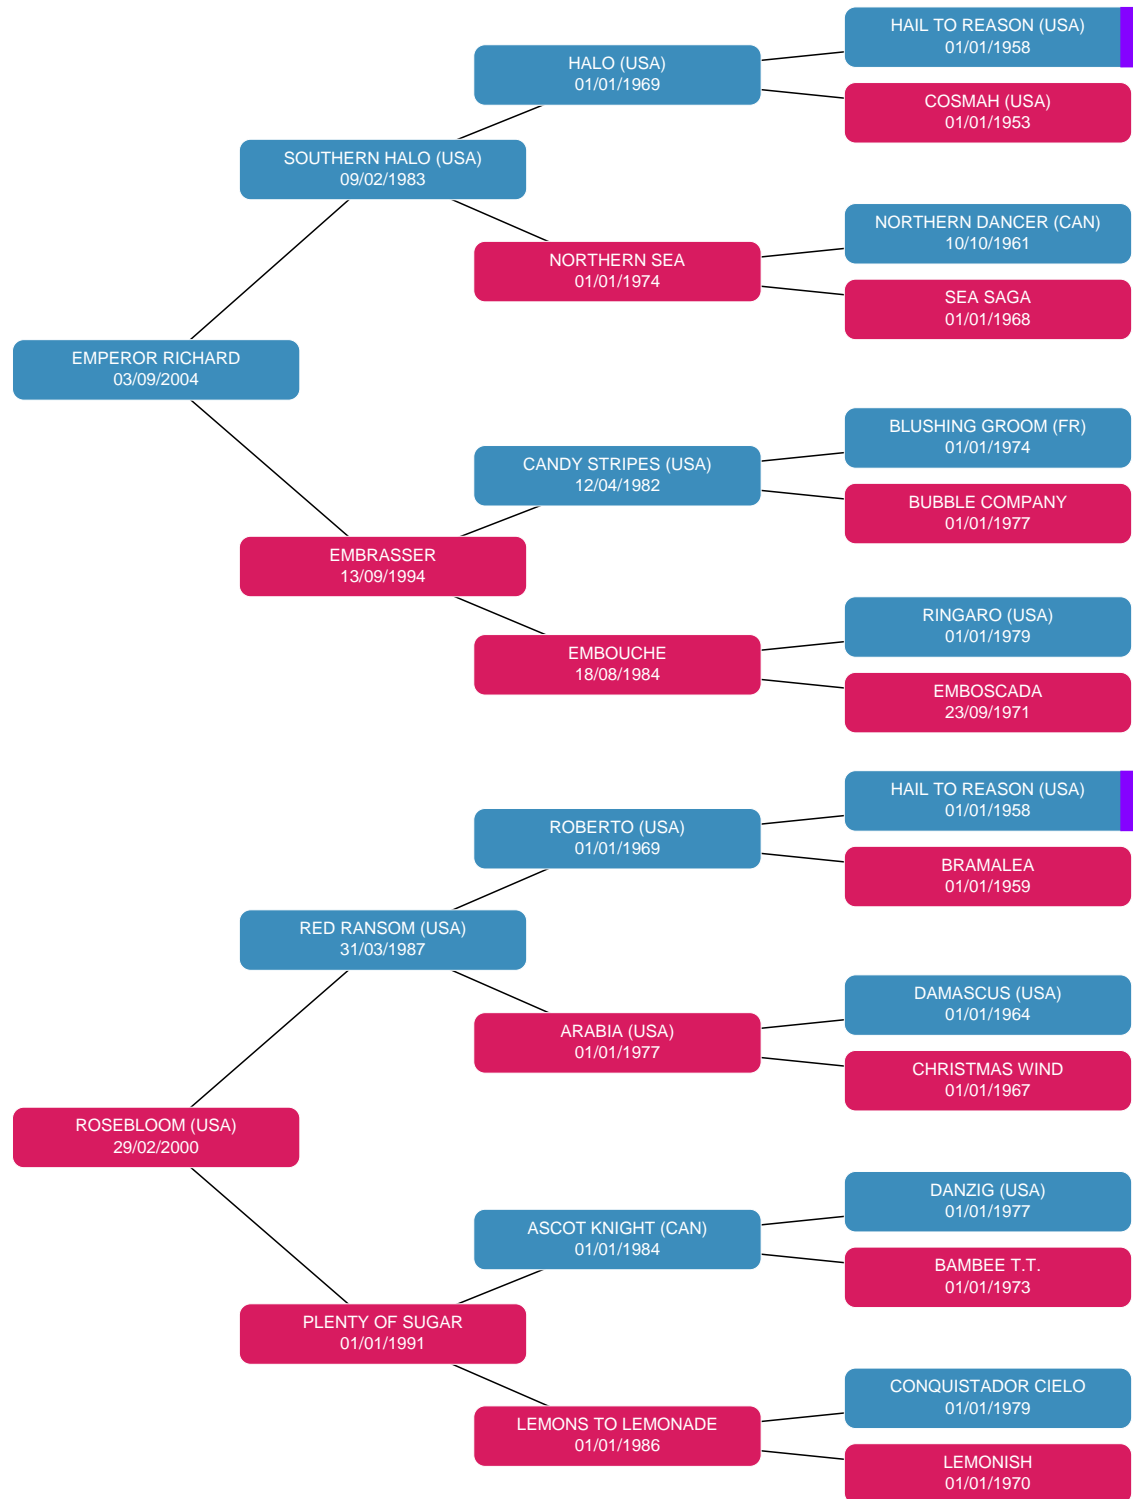 HAIL TO REASON (USA)
01/01/1958
HALO (USA)
01/01/1969
COSMAH (USA)
01/01/1953
SOUTHERN HALO (USA)
09/02/1983
NORTHERN DANCER (CAN)
10/10/1961
NORTHERN SEA
01/01/1974
SEA SAGA
01/01/1968
EMPEROR RICHARD
03/09/2004
BLUSHING GROOM (FR)
01/01/1974
CANDY STRIPES (USA)
12/04/1982
BUBBLE COMPANY
01/01/1977
EMBRASSER
13/09/1994
RINGARO (USA)
01/01/1979
EMBOUCHE
18/08/1984
EMBOSCADA
23/09/1971
HAIL TO REASON (USA)
01/01/1958
ROBERTO (USA)
01/01/1969
BRAMALEA
01/01/1959
RED RANSOM (USA)
31/03/1987
DAMASCUS (USA)
01/01/1964
ARABIA (USA)
01/01/1977
CHRISTMAS WIND
01/01/1967
ROSEBLOOM (USA)
29/02/2000
DANZIG (USA)
01/01/1977
ASCOT KNIGHT (CAN)
01/01/1984
BAMBEE T.T.
01/01/1973
PLENTY OF SUGAR
01/01/1991
CONQUISTADOR CIELO
01/01/1979
LEMONS TO LEMONADE
01/01/1986
LEMONISH
01/01/1970